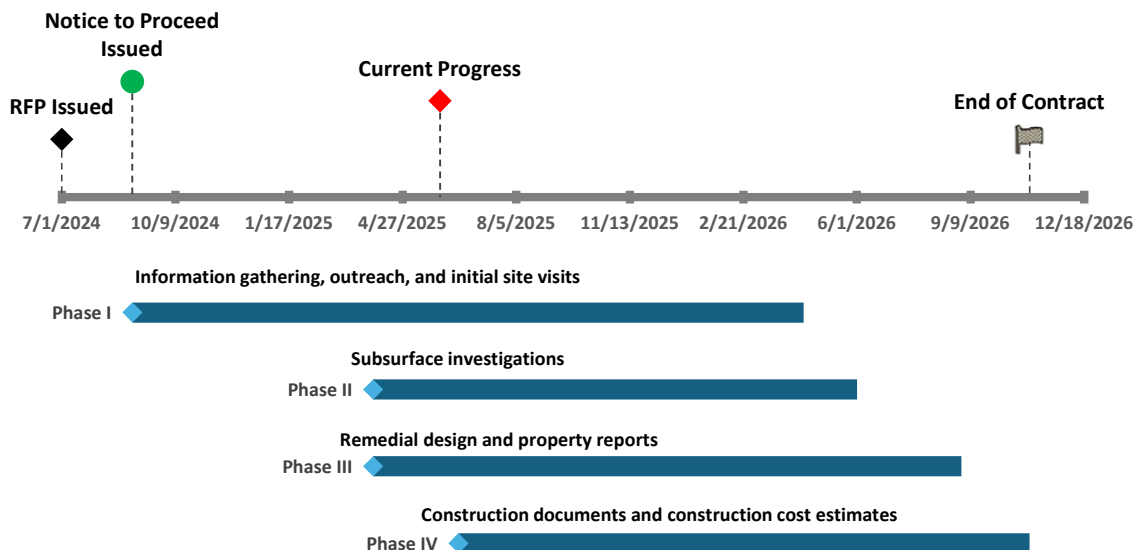 Notice to Proceed
Issued
Current Progress
RFP Issued
End of Contract
7/1/2024
10/9/2024
1/17/2025
4/27/2025
8/5/2025
11/13/2025
2/21/2026
6/1/2026
9/9/2026
12/18/2026
Information gathering, outreach, and initial site visits
Phase I
Subsurface investigations
Phase II
Remedial design and property reports
Phase III
Construction documents and construction cost estimates
Phase IV